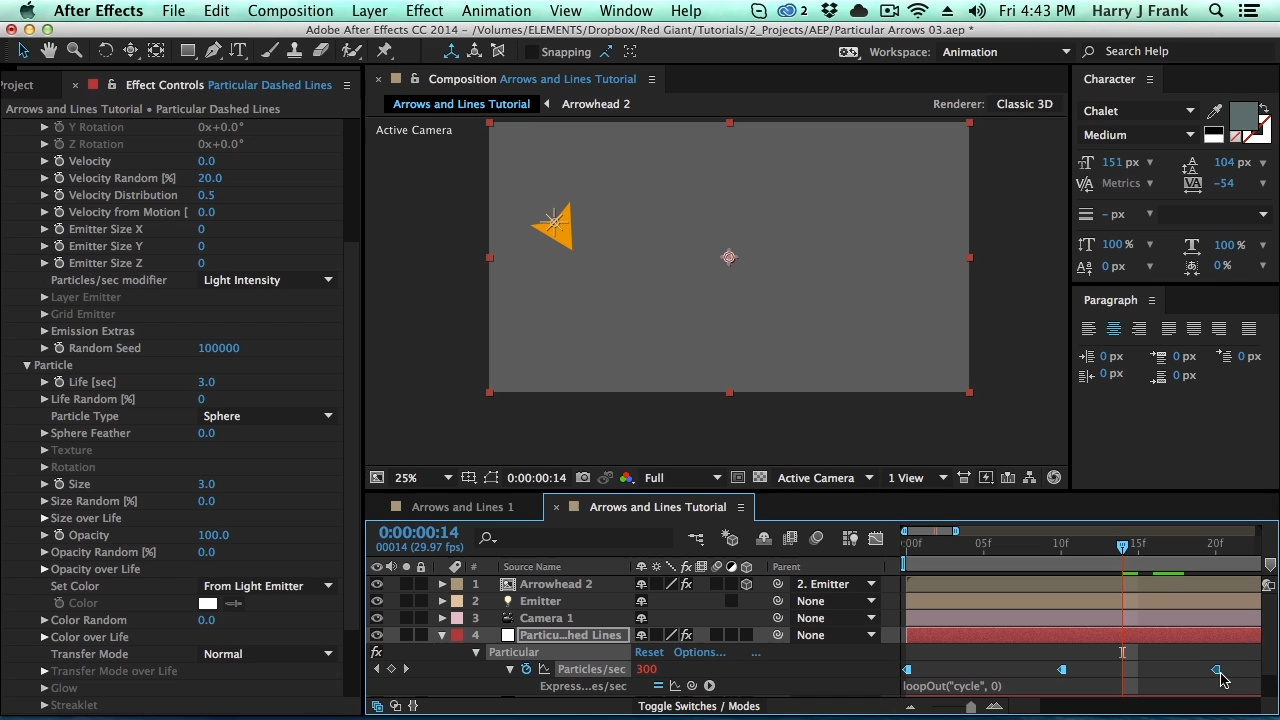 After Effects File Edit Composition Layer Effect Animation View Window Help 2 Fri 4:43 PM Harry J Frank
Adobe After Effects CC 2014 - /Volumes/ELEMENTS/Dropbox/Red Giant/Tutorials/2_Projects/AEP/Particular Arrows 03.aep *
Snapping Workspace: Animation Search Help
Project Effect Controls Particular Dashed Lines
Arrows and Lines Tutorial • Particular Dashed Lines
Y Rotation 0x+0.0°
Z Rotation 0x+0.0°
Velocity 0.0
Velocity Random [%] 20.0
Velocity Distribution 0.5
Velocity from Motion [ 0.0
Emitter Size X 0
Emitter Size Y 0
Emitter Size Z 0
Particles/sec modifier Light Intensity
Layer Emitter
Grid Emitter
Emission Extras
Random Seed 100000
Particle
Life [sec] 3.0
Life Random [%] 0
Particle Type Sphere
Sphere Feather 0.0
Texture
Rotation
Size 3.0
Size Random [%] 0.0
Size over Life
Opacity 100.0
Opacity Random [%] 0.0
Opacity over Life
Set Color From Light Emitter
Color
Color Random 0.0
Color over Life
Transfer Mode Normal
Transfer Mode over Life
Glow
Streaklet
Composition Arrows and Lines Tutorial
Arrows and Lines Tutorial Arrowhead 2 Renderer: Classic 3D
Active Camera
25% 0:00:00:14 Full Active Camera 1 View
Character
Chalet
Medium
151 px 104 px
Metrics -54
- px
100 % 100 %
0 px 0 %
Paragraph
0 px 0 px 0 px
0 px 0 px
Arrows and Lines 1 Arrows and Lines Tutorial
0:00:00:14
00014 (29.97 fps)
:00f 05f 10f 15f 20f
# Source Name Parent
1 Arrowhead 2 2. Emitter
2 Emitter None
3 Camera 1 None
4 Particu...hed Lines None
Particular Reset Options... ...
Particles/sec 300
Express...es/sec loopOut("cycle", 0)
Toggle Switches / Modes